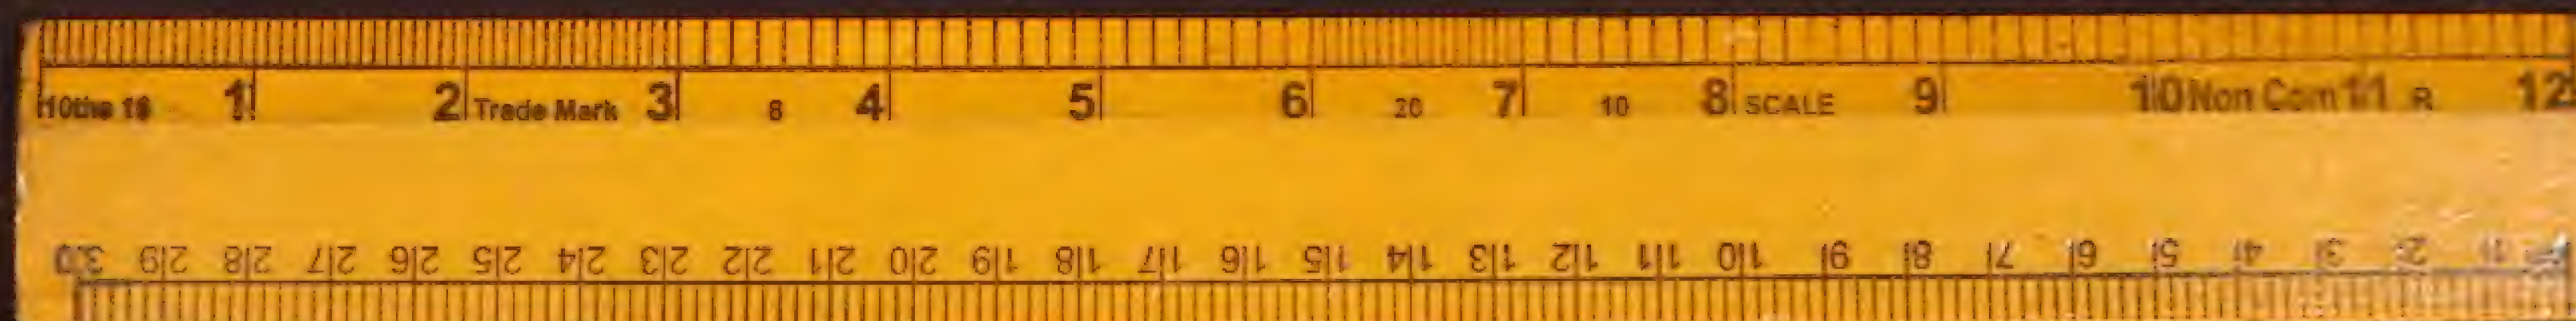 10ths 16 1 2 Trade Mark 3 8 4 5 6 20 7 10 8 SCALE 9 10 Non Com 11 R 12
30 29 28 27 26 25 24 23 22 21 20 19 18 17 16 15 14 13 12 11 10 9 8 7 6 5 4 3 2 1